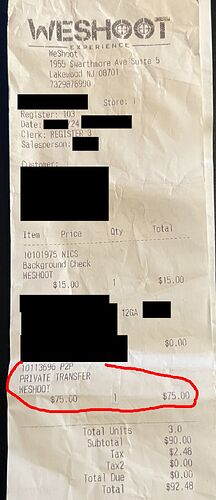 WESHOOT
EXPERIENCE
WeShoot
1955 Swarthmore Ave Suite 5
Lakewood NJ 08701
7329876900
Store: 1
Register: 103
Date: 24
Clerk: REGISTER 3
Salesperson:
Customer:
Item Price Qty Total
10101975 NICS
Background Check
WESHOOT
$15.00 1 $15.00
12GA
$0.00
10113696 P2P
PRIVATE TRANSFER
WESHOOT
$75.00 1 $75.00
Total Units 3.0
Subtotal $90.00
Tax $2.48
Tax2 $0.00
Total Due $0.00
Total $92.48